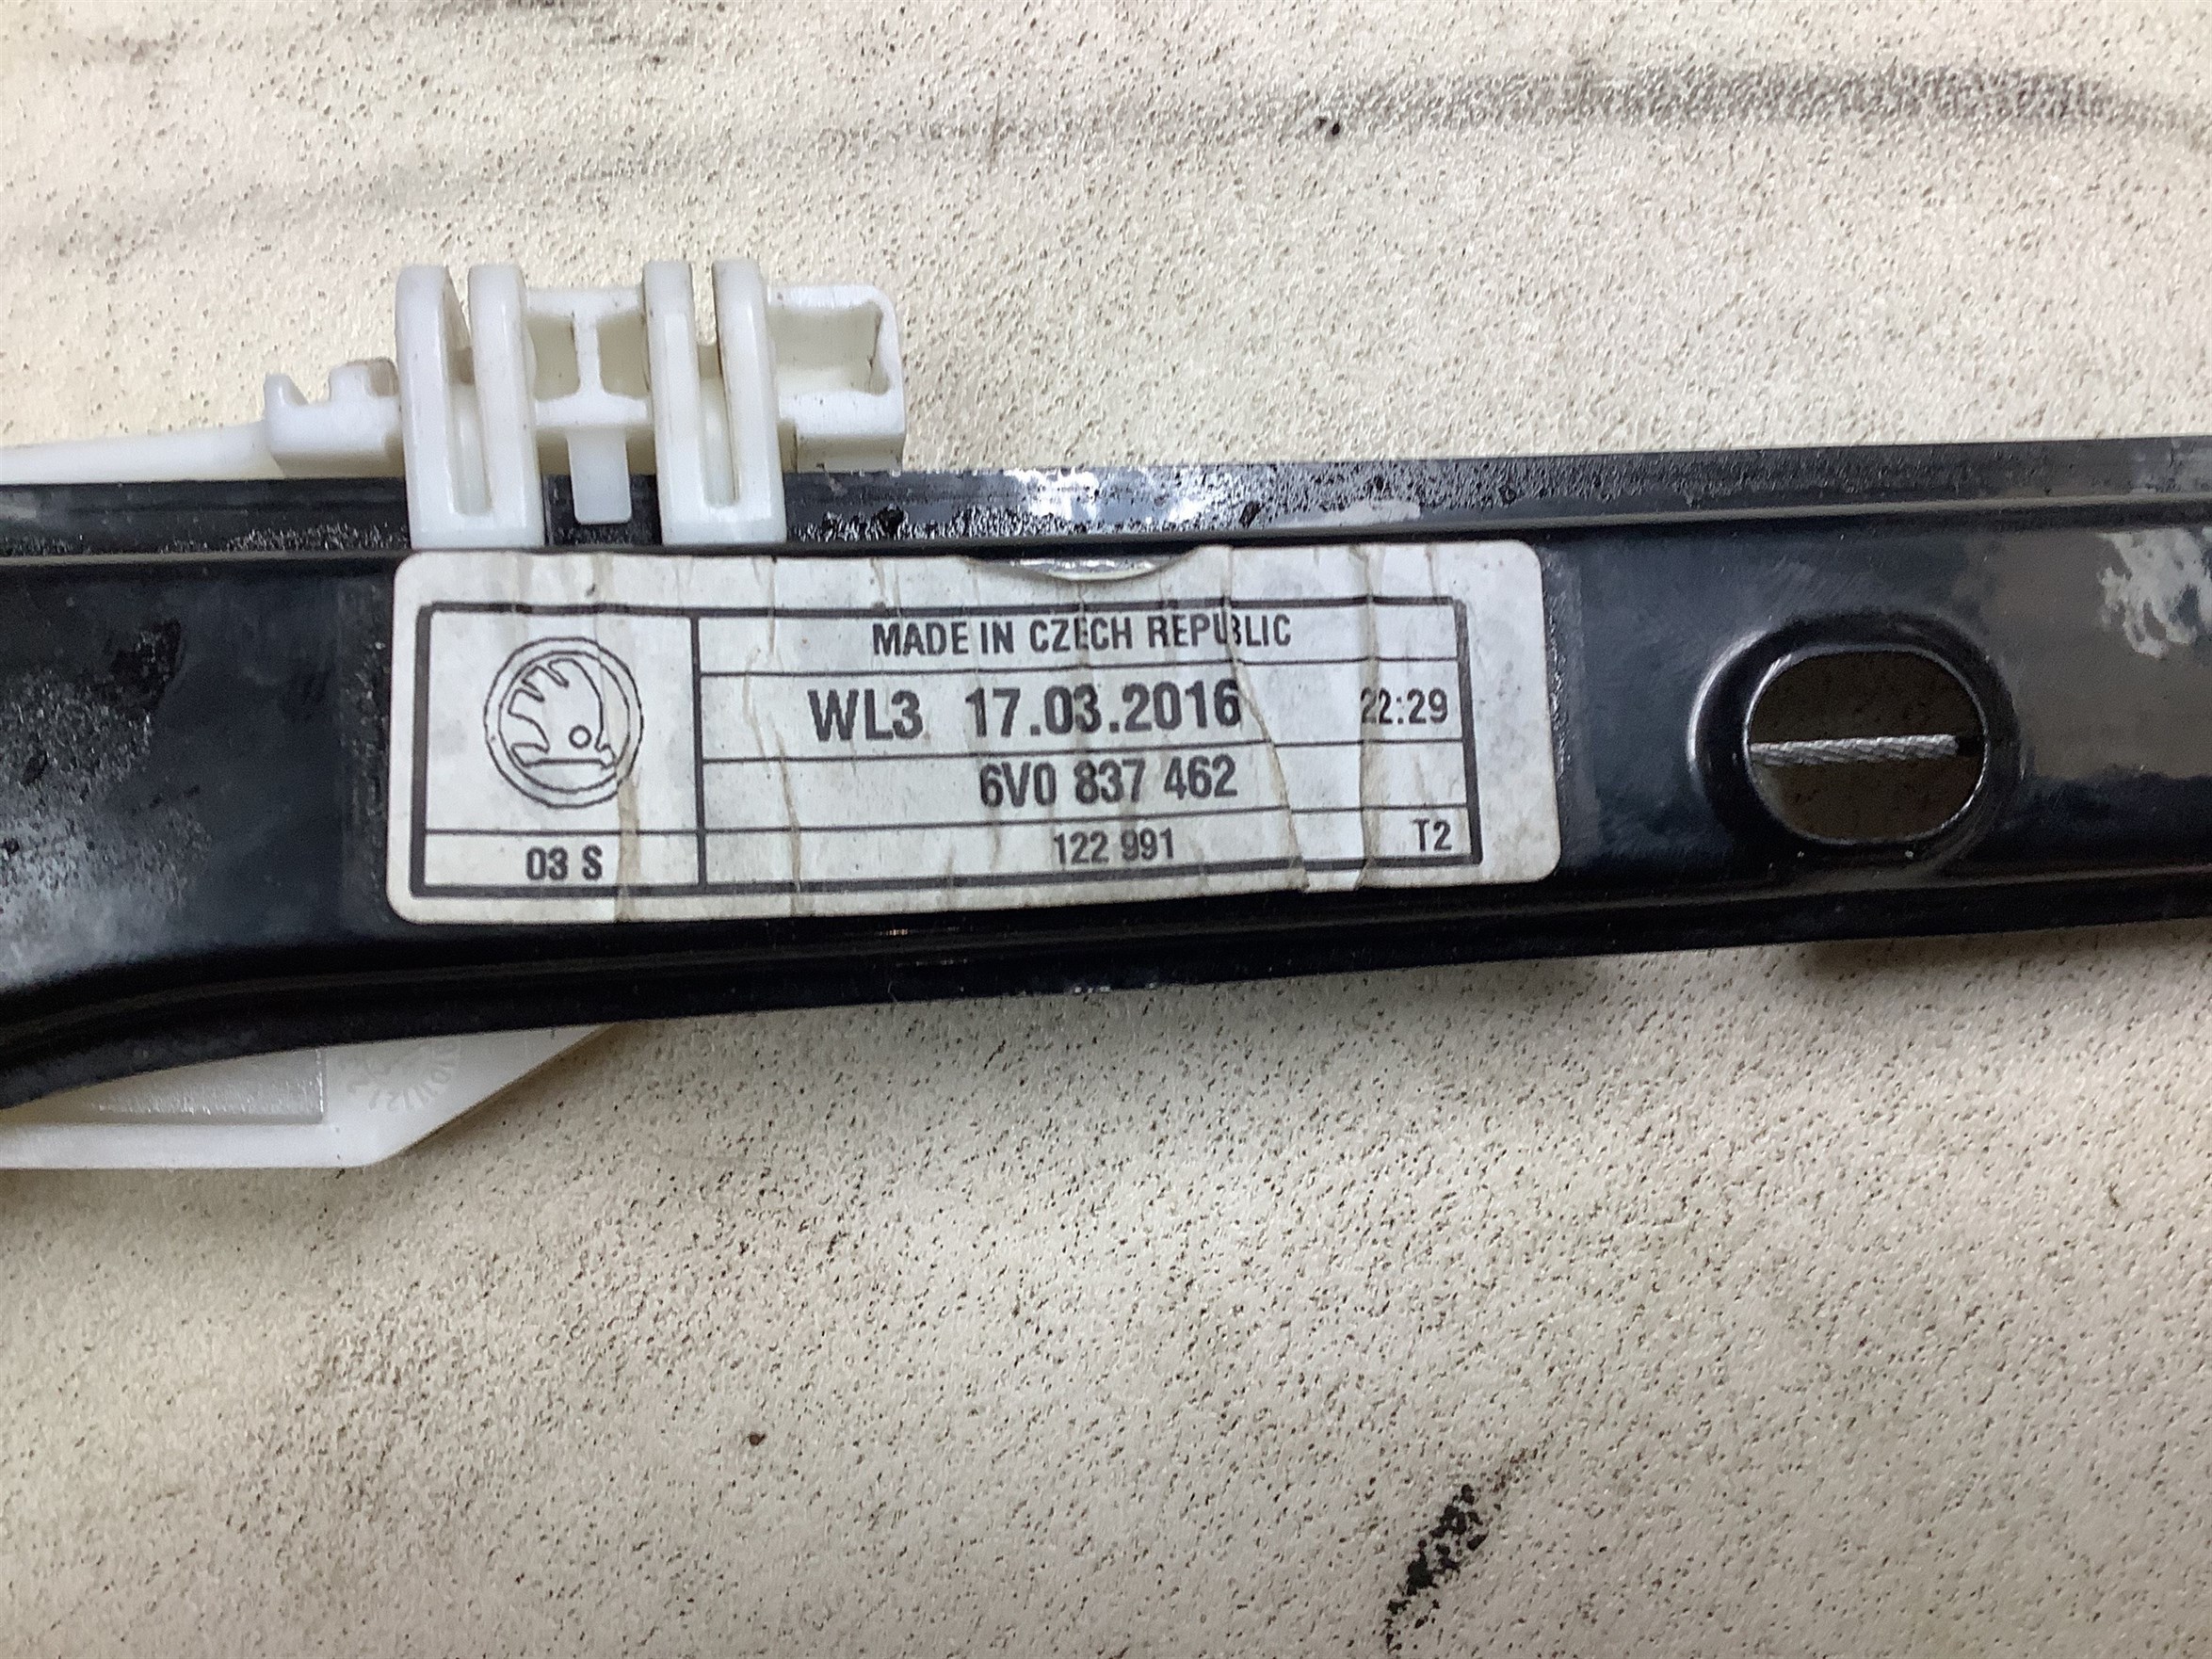 MADE IN CZECH REPUBLIC
WL3 17.03.2016 22:29
6V0 837 462
03 S 122 991 T2